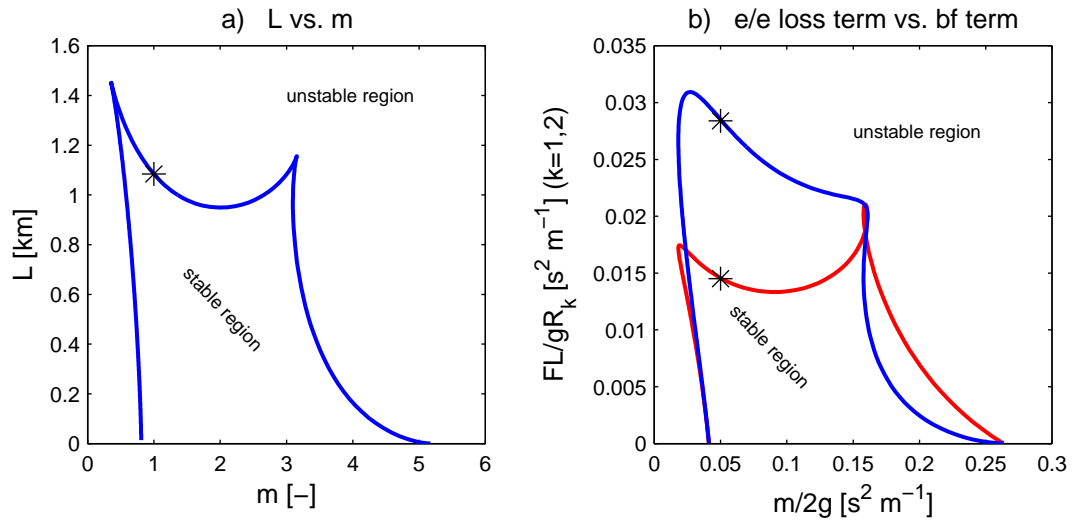 a) L vs. m
1.6
1.4
1.2
1
0.8
0.6
0.4
0.2
0
L [km]
unstable region
stable region
0 1 2 3 4 5 6
m [–]
b) e/e loss term vs. bf term
0.035
0.03
0.025
0.02
0.015
0.01
0.005
0
FL/gR_k [s² m⁻¹] (k=1,2)
unstable region
stable region
0 0.05 0.1 0.15 0.2 0.25 0.3
m/2g [s² m⁻¹]